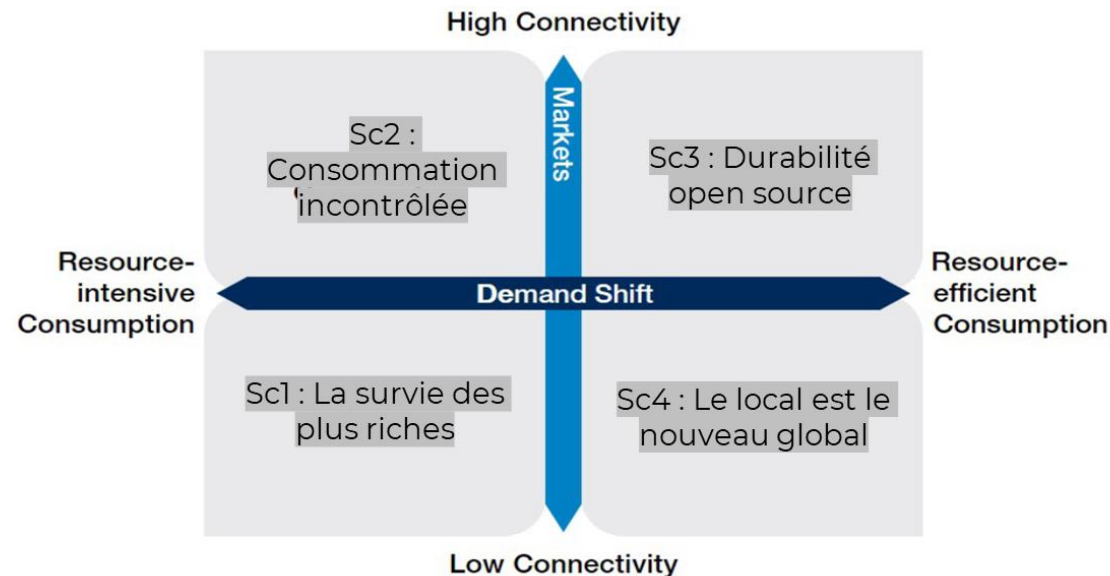 High Connectivity
Markets
Sc2 :
Consommation
incontrôlée
Sc3 : Durabilité
open source
Resource-
intensive
Consumption
Demand Shift
Resource-
efficient
Consumption
Sc1 : La survie des
plus riches
Sc4 : Le local est le
nouveau global
Low Connectivity